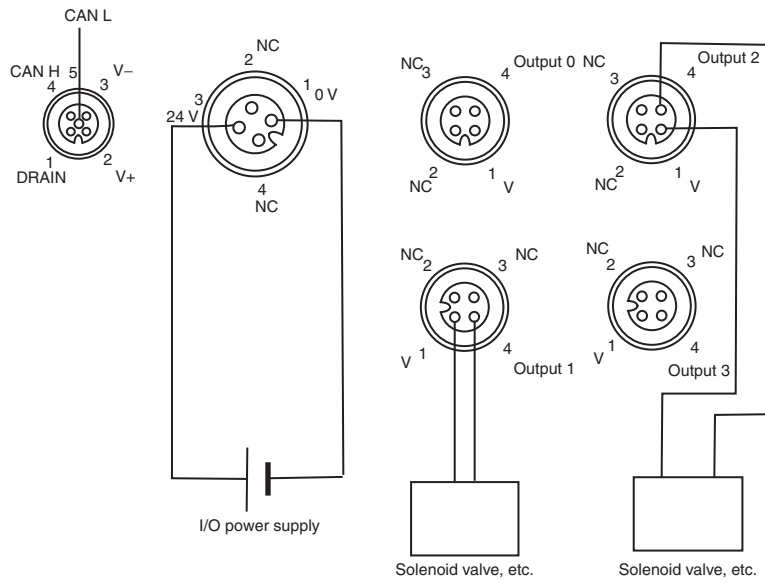 CAN L
CAN H 5 V–
4 3
1 2
DRAIN V+
NC
2
3 1
24 V 0 V
4
NC
I/O power supply
NC 3 4 Output 0
NC 2 1 V
NC 3 4 Output 2
NC 2 1 V
NC 2 3 NC
V 1 4 Output 1
NC 2 3 NC
V 1 4
Output 3
Solenoid valve, etc.
Solenoid valve, etc.